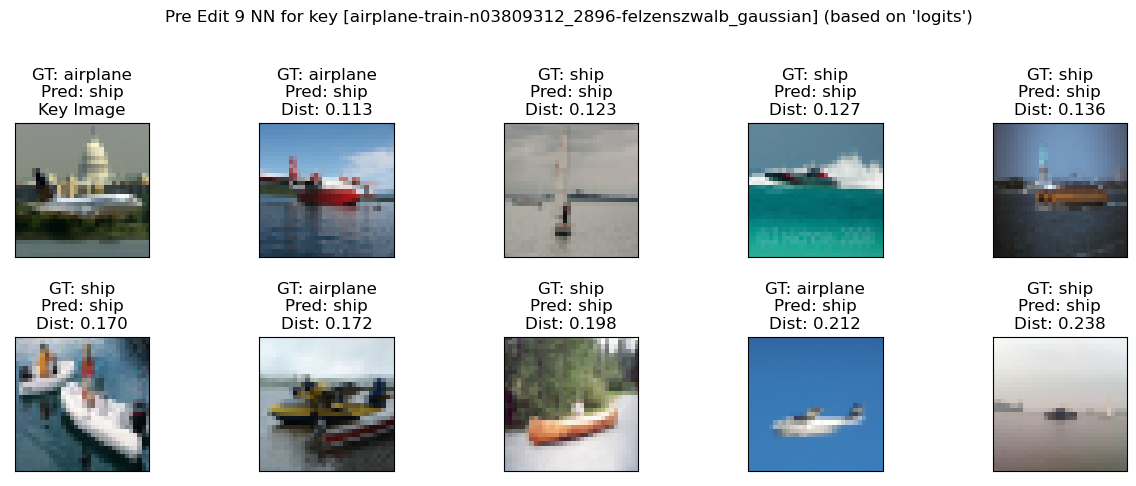 Pre Edit 9 NN for key [airplane-train-n03809312_2896-felzenszwalb_gaussian] (based on 'logits')
GT: airplane
Pred: ship
Key Image
GT: airplane
Pred: ship
Dist: 0.113
GT: ship
Pred: ship
Dist: 0.123
GT: ship
Pred: ship
Dist: 0.127
GT: ship
Pred: ship
Dist: 0.136
GT: ship
Pred: ship
Dist: 0.170
GT: airplane
Pred: ship
Dist: 0.172
GT: ship
Pred: ship
Dist: 0.198
GT: airplane
Pred: ship
Dist: 0.212
GT: ship
Pred: ship
Dist: 0.238